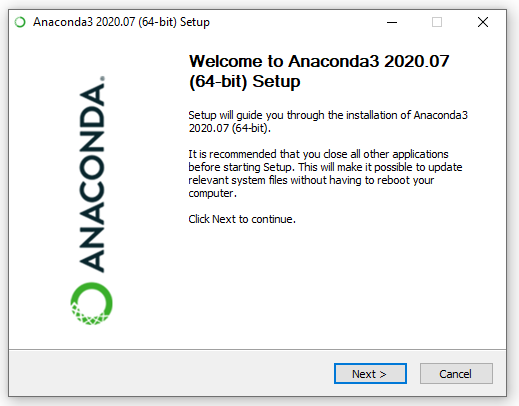 Anaconda3 2020.07 (64-bit) Setup
Welcome to Anaconda3 2020.07
(64-bit) Setup
Setup will guide you through the installation of Anaconda3
2020.07 (64-bit).
It is recommended that you close all other applications
before starting Setup. This will make it possible to update
relevant system files without having to reboot your
computer.
Click Next to continue.
ANACONDA.
Next >
Cancel